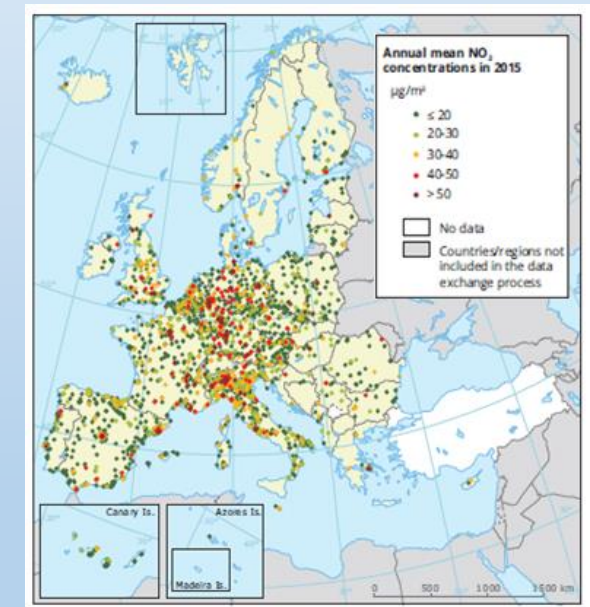 Annual mean NO₂
concentrations in 2015
µg/m³
≤ 20
20-30
30-40
40-50
> 50
No data
Countries/regions not
included in the data
exchange process
Canary Is.
Azores Is.
Madeira Is.
0 500 1000 1500 km